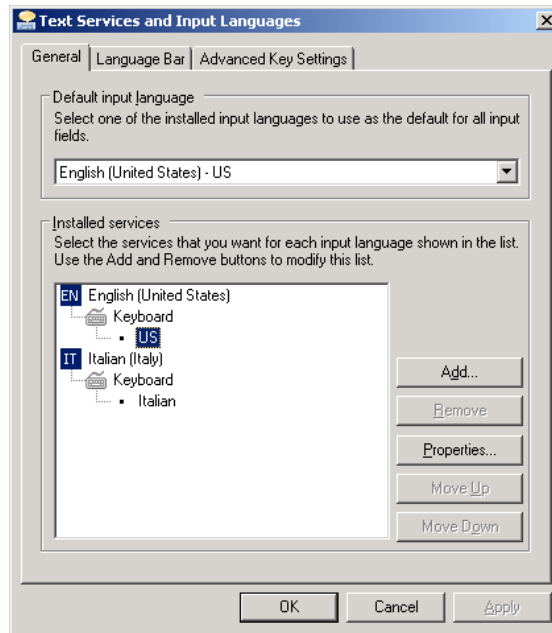 Text Services and Input Languages
General
Language Bar
Advanced Key Settings
Default input language
Select one of the installed input languages to use as the default for all input
fields.
English (United States) - US
Installed services
Select the services that you want for each input language shown in the list.
Use the Add and Remove buttons to modify this list.
EN English (United States)
Keyboard
US
IT Italian (Italy)
Keyboard
Italian
Add...
Remove
Properties...
Move Up
Move Down
OK
Cancel
Apply